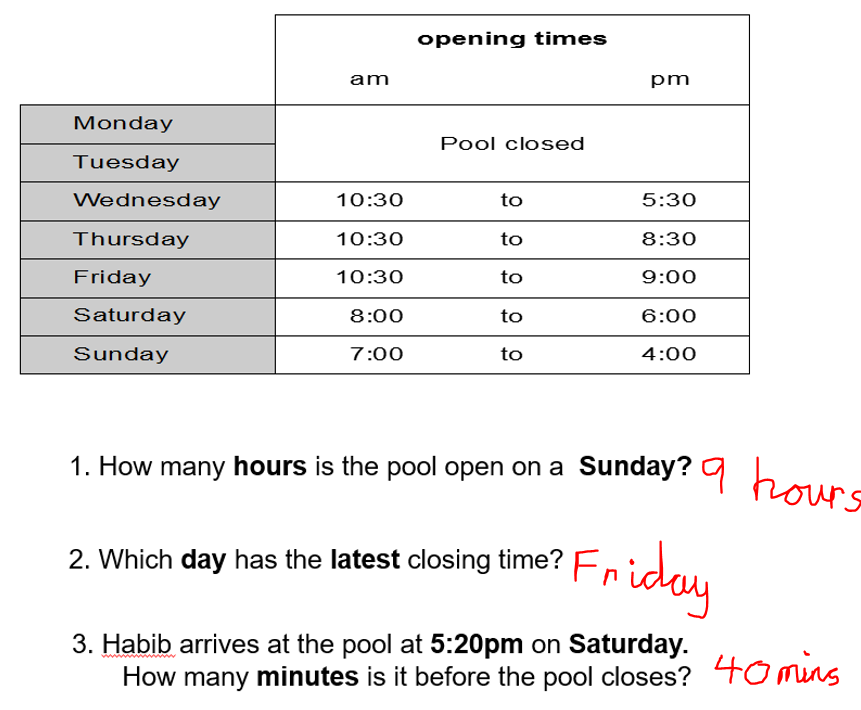 opening times
am pm
Monday
Pool closed
Tuesday
Wednesday 10:30 to 5:30
Thursday 10:30 to 8:30
Friday 10:30 to 9:00
Saturday 8:00 to 6:00
Sunday 7:00 to 4:00
1. How many hours is the pool open on a Sunday? 9 hours
2. Which day has the latest closing time? Friday
3. Habib arrives at the pool at 5:20pm on Saturday.
How many minutes is it before the pool closes? 40 mins